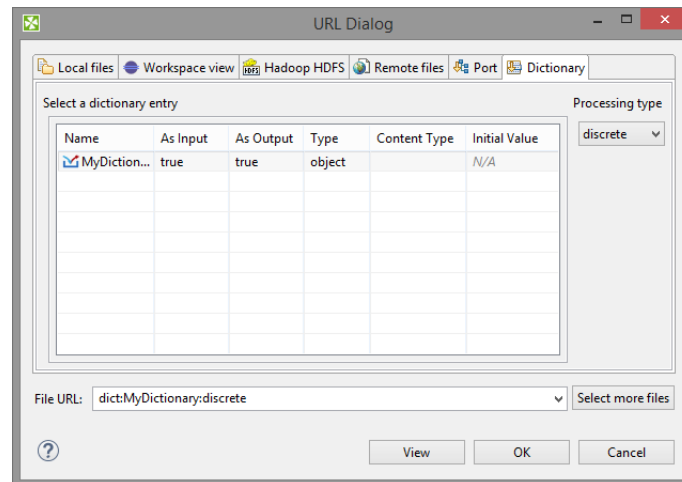 URL Dialog
Local files Workspace view Hadoop HDFS Remote files Port Dictionary
Select a dictionary entry Processing type
Name As Input As Output Type Content Type Initial Value discrete
MyDiction... true true object N/A
File URL: dict:MyDictionary:discrete Select more files
? View OK Cancel